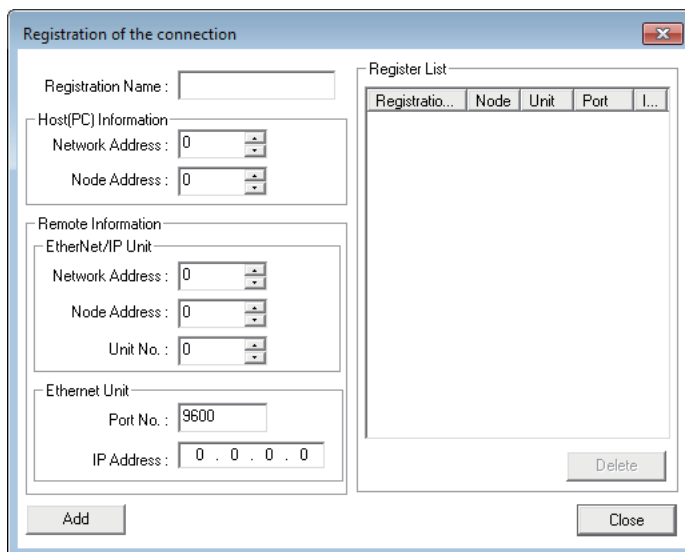 Registration of the connection
Registration Name :
Host(PC) Information
Network Address : 0
Node Address : 0
Remote Information
EtherNet/IP Unit
Network Address : 0
Node Address : 0
Unit No. : 0
Ethernet Unit
Port No. : 9600
IP Address : 0 . 0 . 0 . 0
Add
Register List
Registratio... Node Unit Port I...
Delete
Close